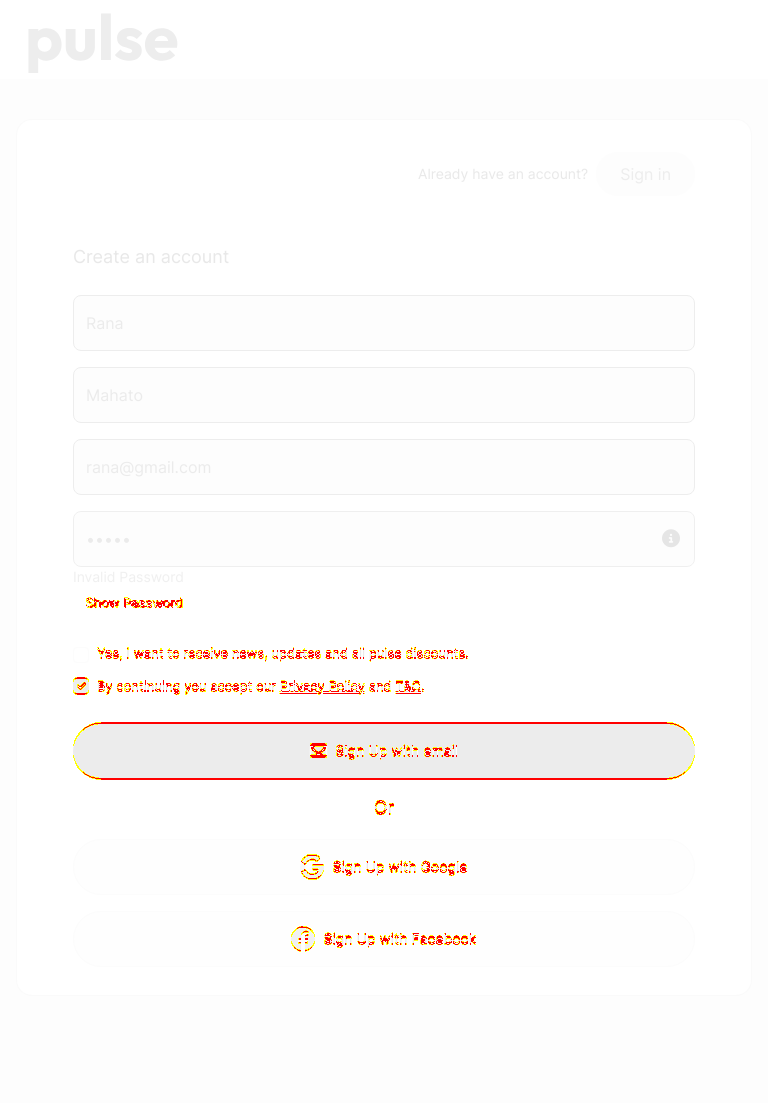 pulse
Already have an account? Sign in
Create an account
Rana
Mahato
rana@gmail.com
•••••
Invalid Password
Show Password
Yes, I want to receive news, updates and all pulse discounts.
By continuing you accept our Privacy Policy and T&C.
Sign Up with email
Or
Sign Up with Google
Sign Up with Facebook